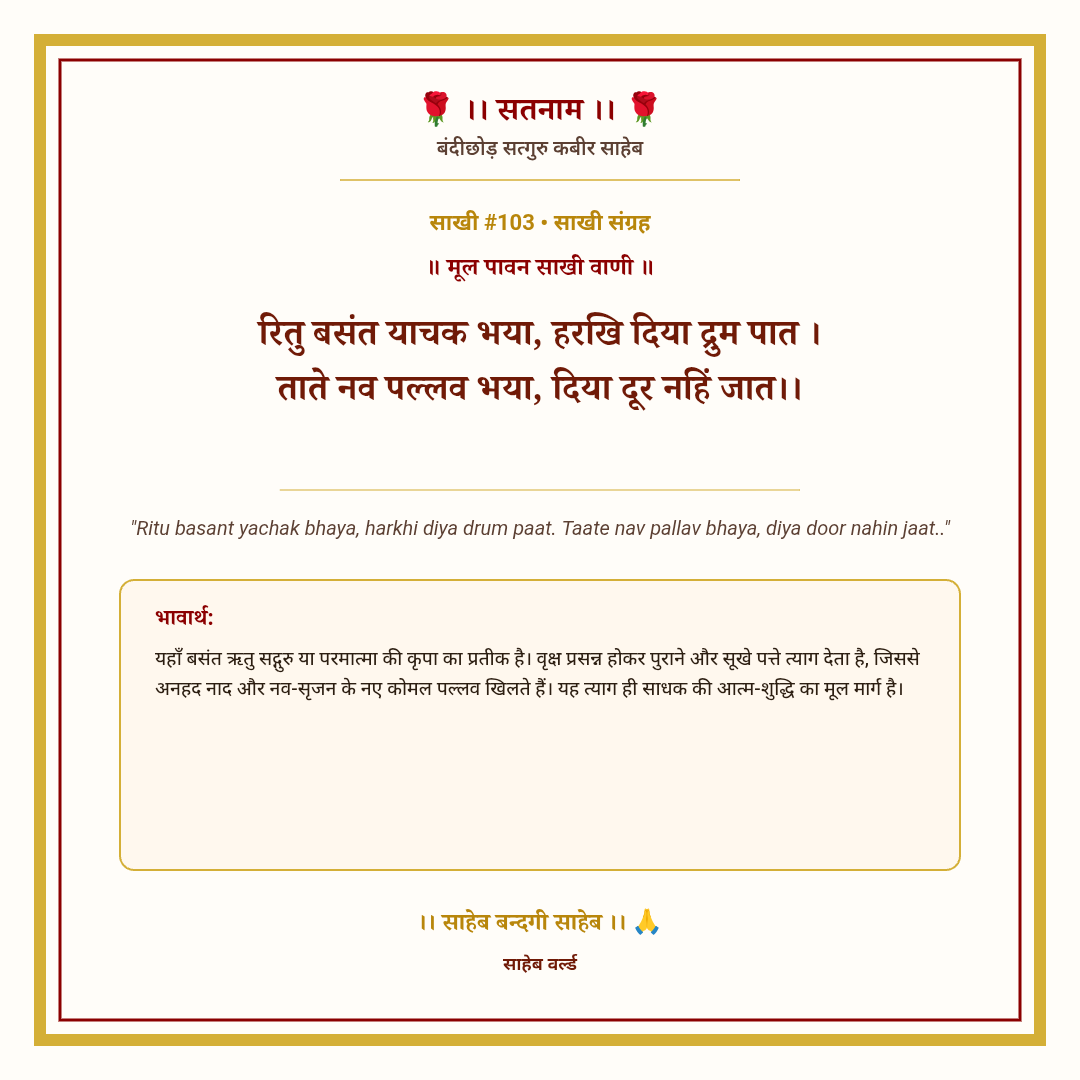 🌹 ।। सतनाम ।। 🌹
बंदीछोड़ सत्गुरु कबीर साहेब
साखी #103 • साखी संग्रह
॥ मूल पावन साखी वाणी ॥
रितु बसंत याचक भया, हरखि दिया द्रुम पात ।
ताते नव पल्लव भया, दिया दूर नहिं जात।।
"Ritu basant yachak bhaya, harkhi diya drum paat. Taate nav pallav bhaya, diya door nahin jaat.."
भावार्थ:
यहाँ बसंत ऋतु सद्गुरु या परमात्मा की कृपा का प्रतीक है। वृक्ष प्रसन्न होकर पुराने और सूखे पत्ते त्याग देता है, जिससे
अनहद नाद और नव-सृजन के नए कोमल पल्लव खिलते हैं। यह त्याग ही साधक की आत्म-शुद्धि का मूल मार्ग है।
।। साहेब बन्दगी साहेब ।। 🙏
साहेब वर्ल्ड